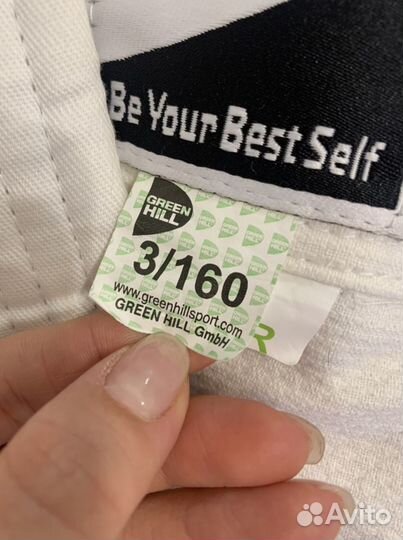 Be Your Best Self
GREEN
HILL
3/160
www.greenhillsport.com
GREEN HILL GmbH
R
Avito